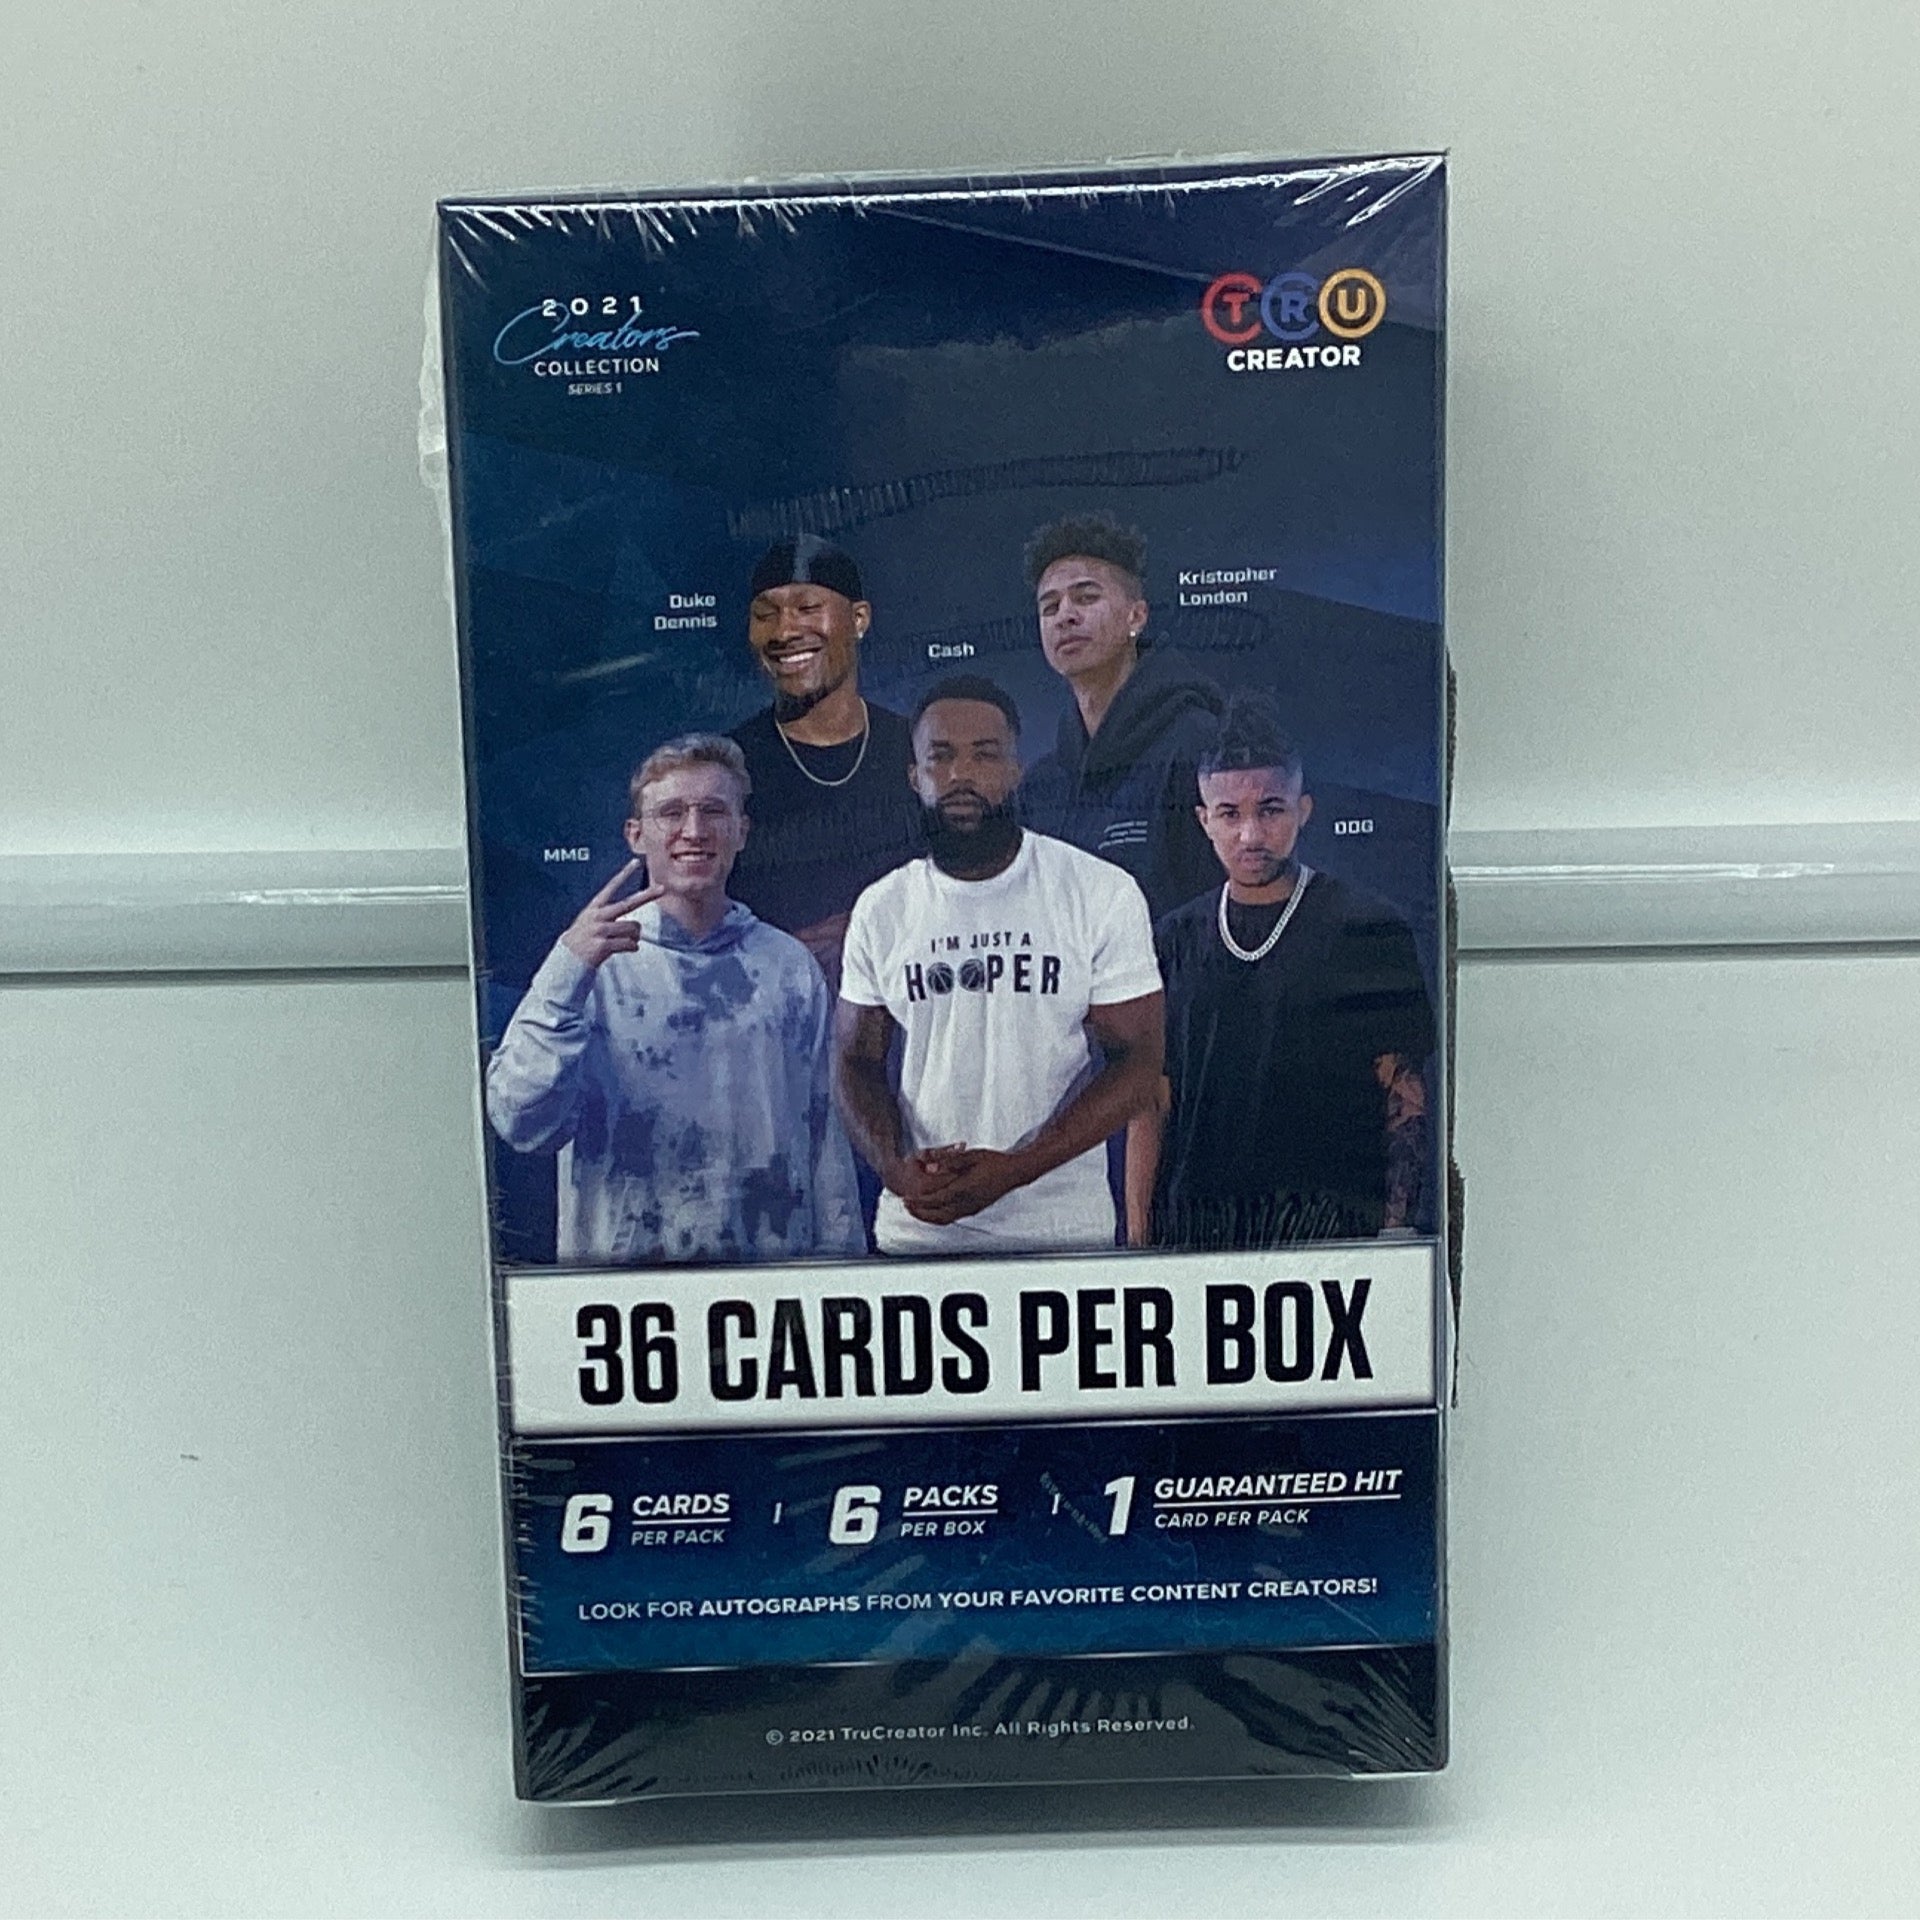 2021
Creators
COLLECTION
SERIES 1
TRU
CREATOR
Duke
Dennis
Kristopher
London
Cash
MMG
DDG
I'M JUST A
HOOPER
36 CARDS PER BOX
6 CARDS PER PACK | 6 PACKS PER BOX | 1 GUARANTEED HIT CARD PER PACK
LOOK FOR AUTOGRAPHS FROM YOUR FAVORITE CONTENT CREATORS!
© 2021 TruCreator Inc. All Rights Reserved.